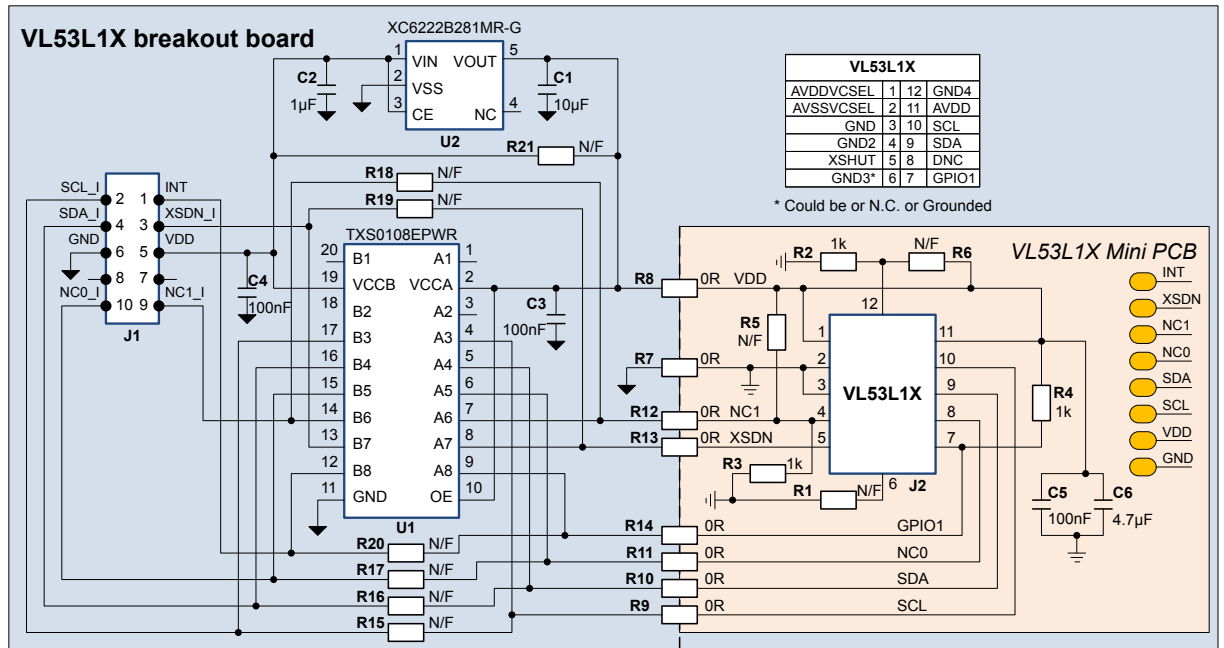 VL53L1X breakout board
XC6222B281MR-G
1 VIN VOUT 5
2 VSS
3 CE NC 4
U2
C2
1µF
C1
10µF
R21 N/F
R18 N/F
R19 N/F
VL53L1X
AVDDVCSEL 1 12 GND4
AVSSVCSEL 2 11 AVDD
GND 3 10 SCL
GND2 4 9 SDA
XSHUT 5 8 DNC
GND3* 6 7 GPIO1
* Could be or N.C. or Grounded
SCL_I 2 1 INT
SDA_I 4 3 XSDN_I
GND 6 5 VDD
8 7
NC0_I 10 9 NC1_I
J1
C4
100nF
TXS0108EPWR
20 B1 A1 1
19 VCCB VCCA 2
18 B2 A2 3
17 B3 A3 4
16 B4 A4 5
15 B5 A5 6
14 B6 A6 7
13 B7 A7 8
12 B8 A8 9
11 GND OE 10
U1
C3
100nF
R20 N/F
R17 N/F
R16 N/F
R15 N/F
VL53L1X Mini PCB
R2 1k
N/F R6
R8 0R VDD
R5
N/F
R7 0R
R12 0R NC1
R13 0R XSDN
12
1 11
2 10
3 9
4 8
5 7
6
VL53L1X
J2
R4
1k
R3 1k
R1 N/F
C5
100nF
C6
4.7µF
R14 0R GPIO1
R11 0R NC0
R10 0R SDA
R9 0R SCL
INT
XSDN
NC1
NC0
SDA
SCL
VDD
GND